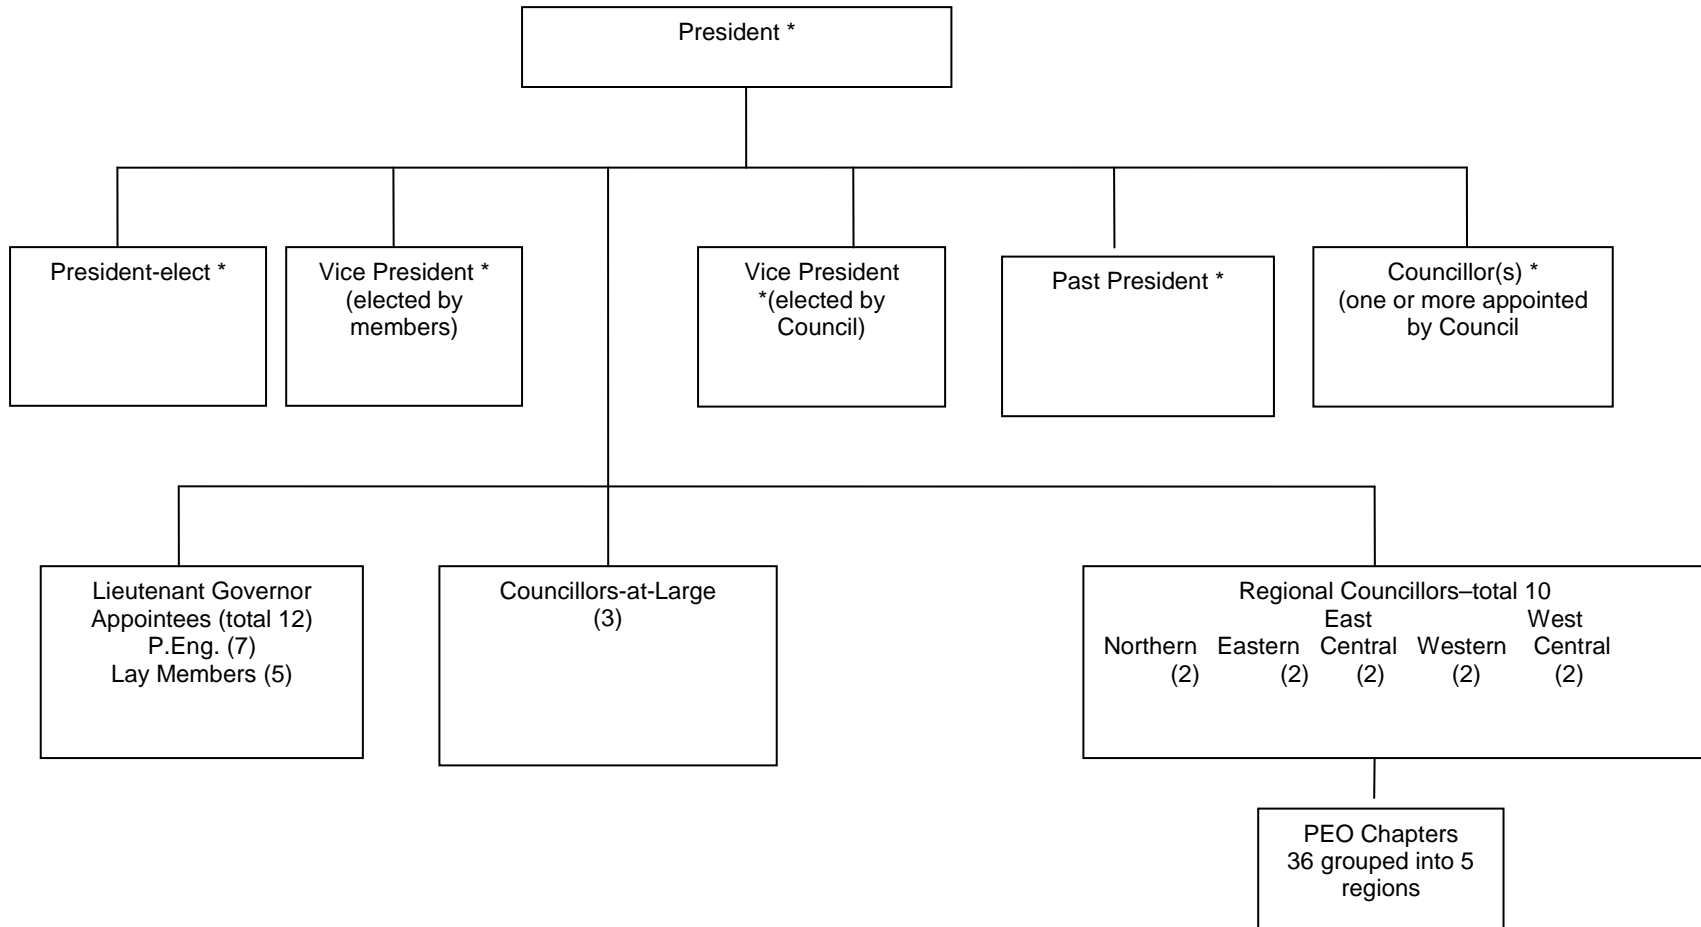 President *
President-elect *
Vice President *
(elected by
members)
Vice President
*(elected by
Council)
Past President *
Councillor(s) *
(one or more appointed
by Council
Lieutenant Governor
Appointees (total 12)
P.Eng. (7)
Lay Members (5)
Councillors-at-Large
(3)
Regional Councillors–total 10
East West
Northern Eastern Central Western Central
(2) (2) (2) (2) (2)
PEO Chapters
36 grouped into 5
regions